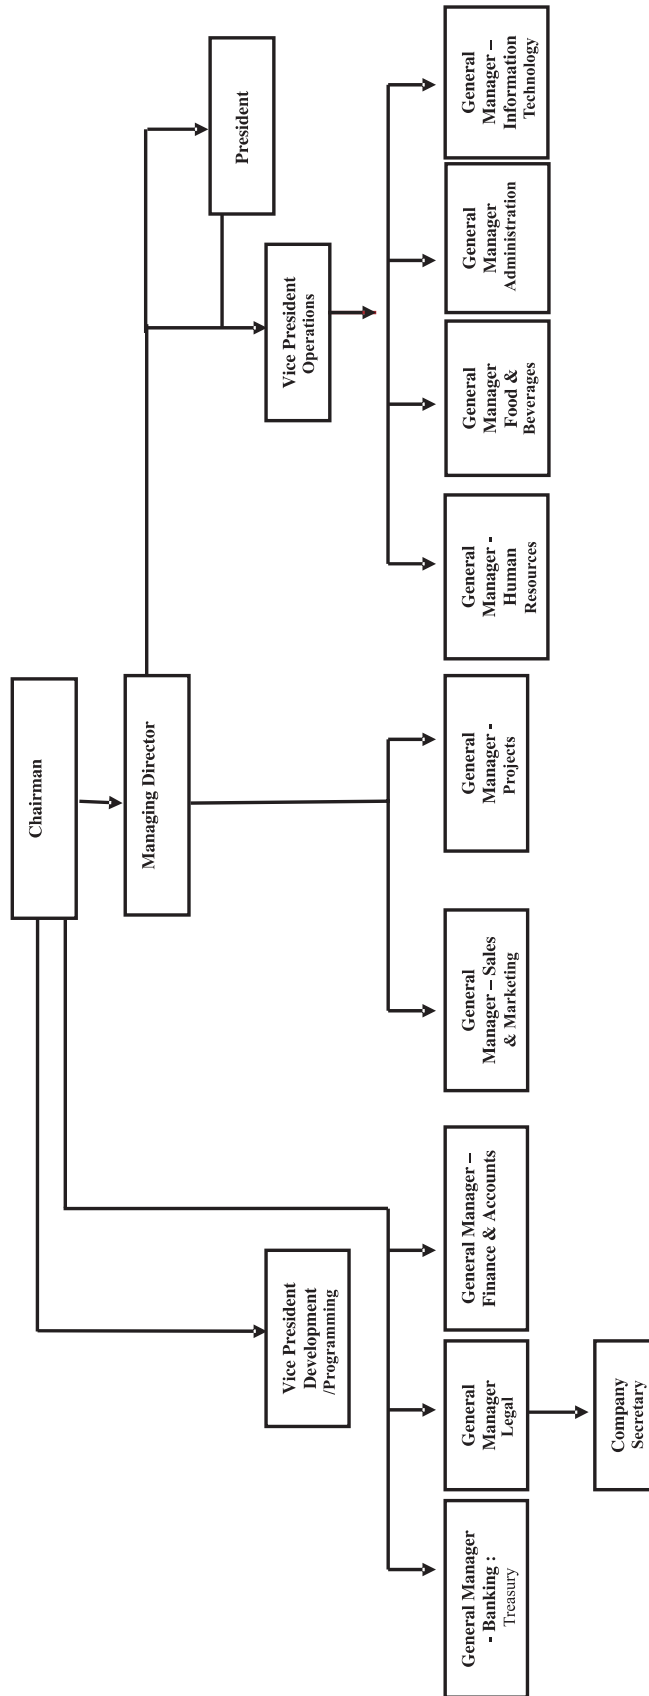 Chairman
Managing Director
President
Vice President
Operations
Vice President
Development
/Programming
General Manager
- Banking :
Treasury
General
Manager
Legal
General Manager –
Finance & Accounts
General
Manager – Sales
& Marketing
General
Manager -
Projects
General
Manager -
Human
Resources
General
Manager
Food &
Beverages
General
Manager
Administration
General
Manager –
Information
Technology
Company
Secretary